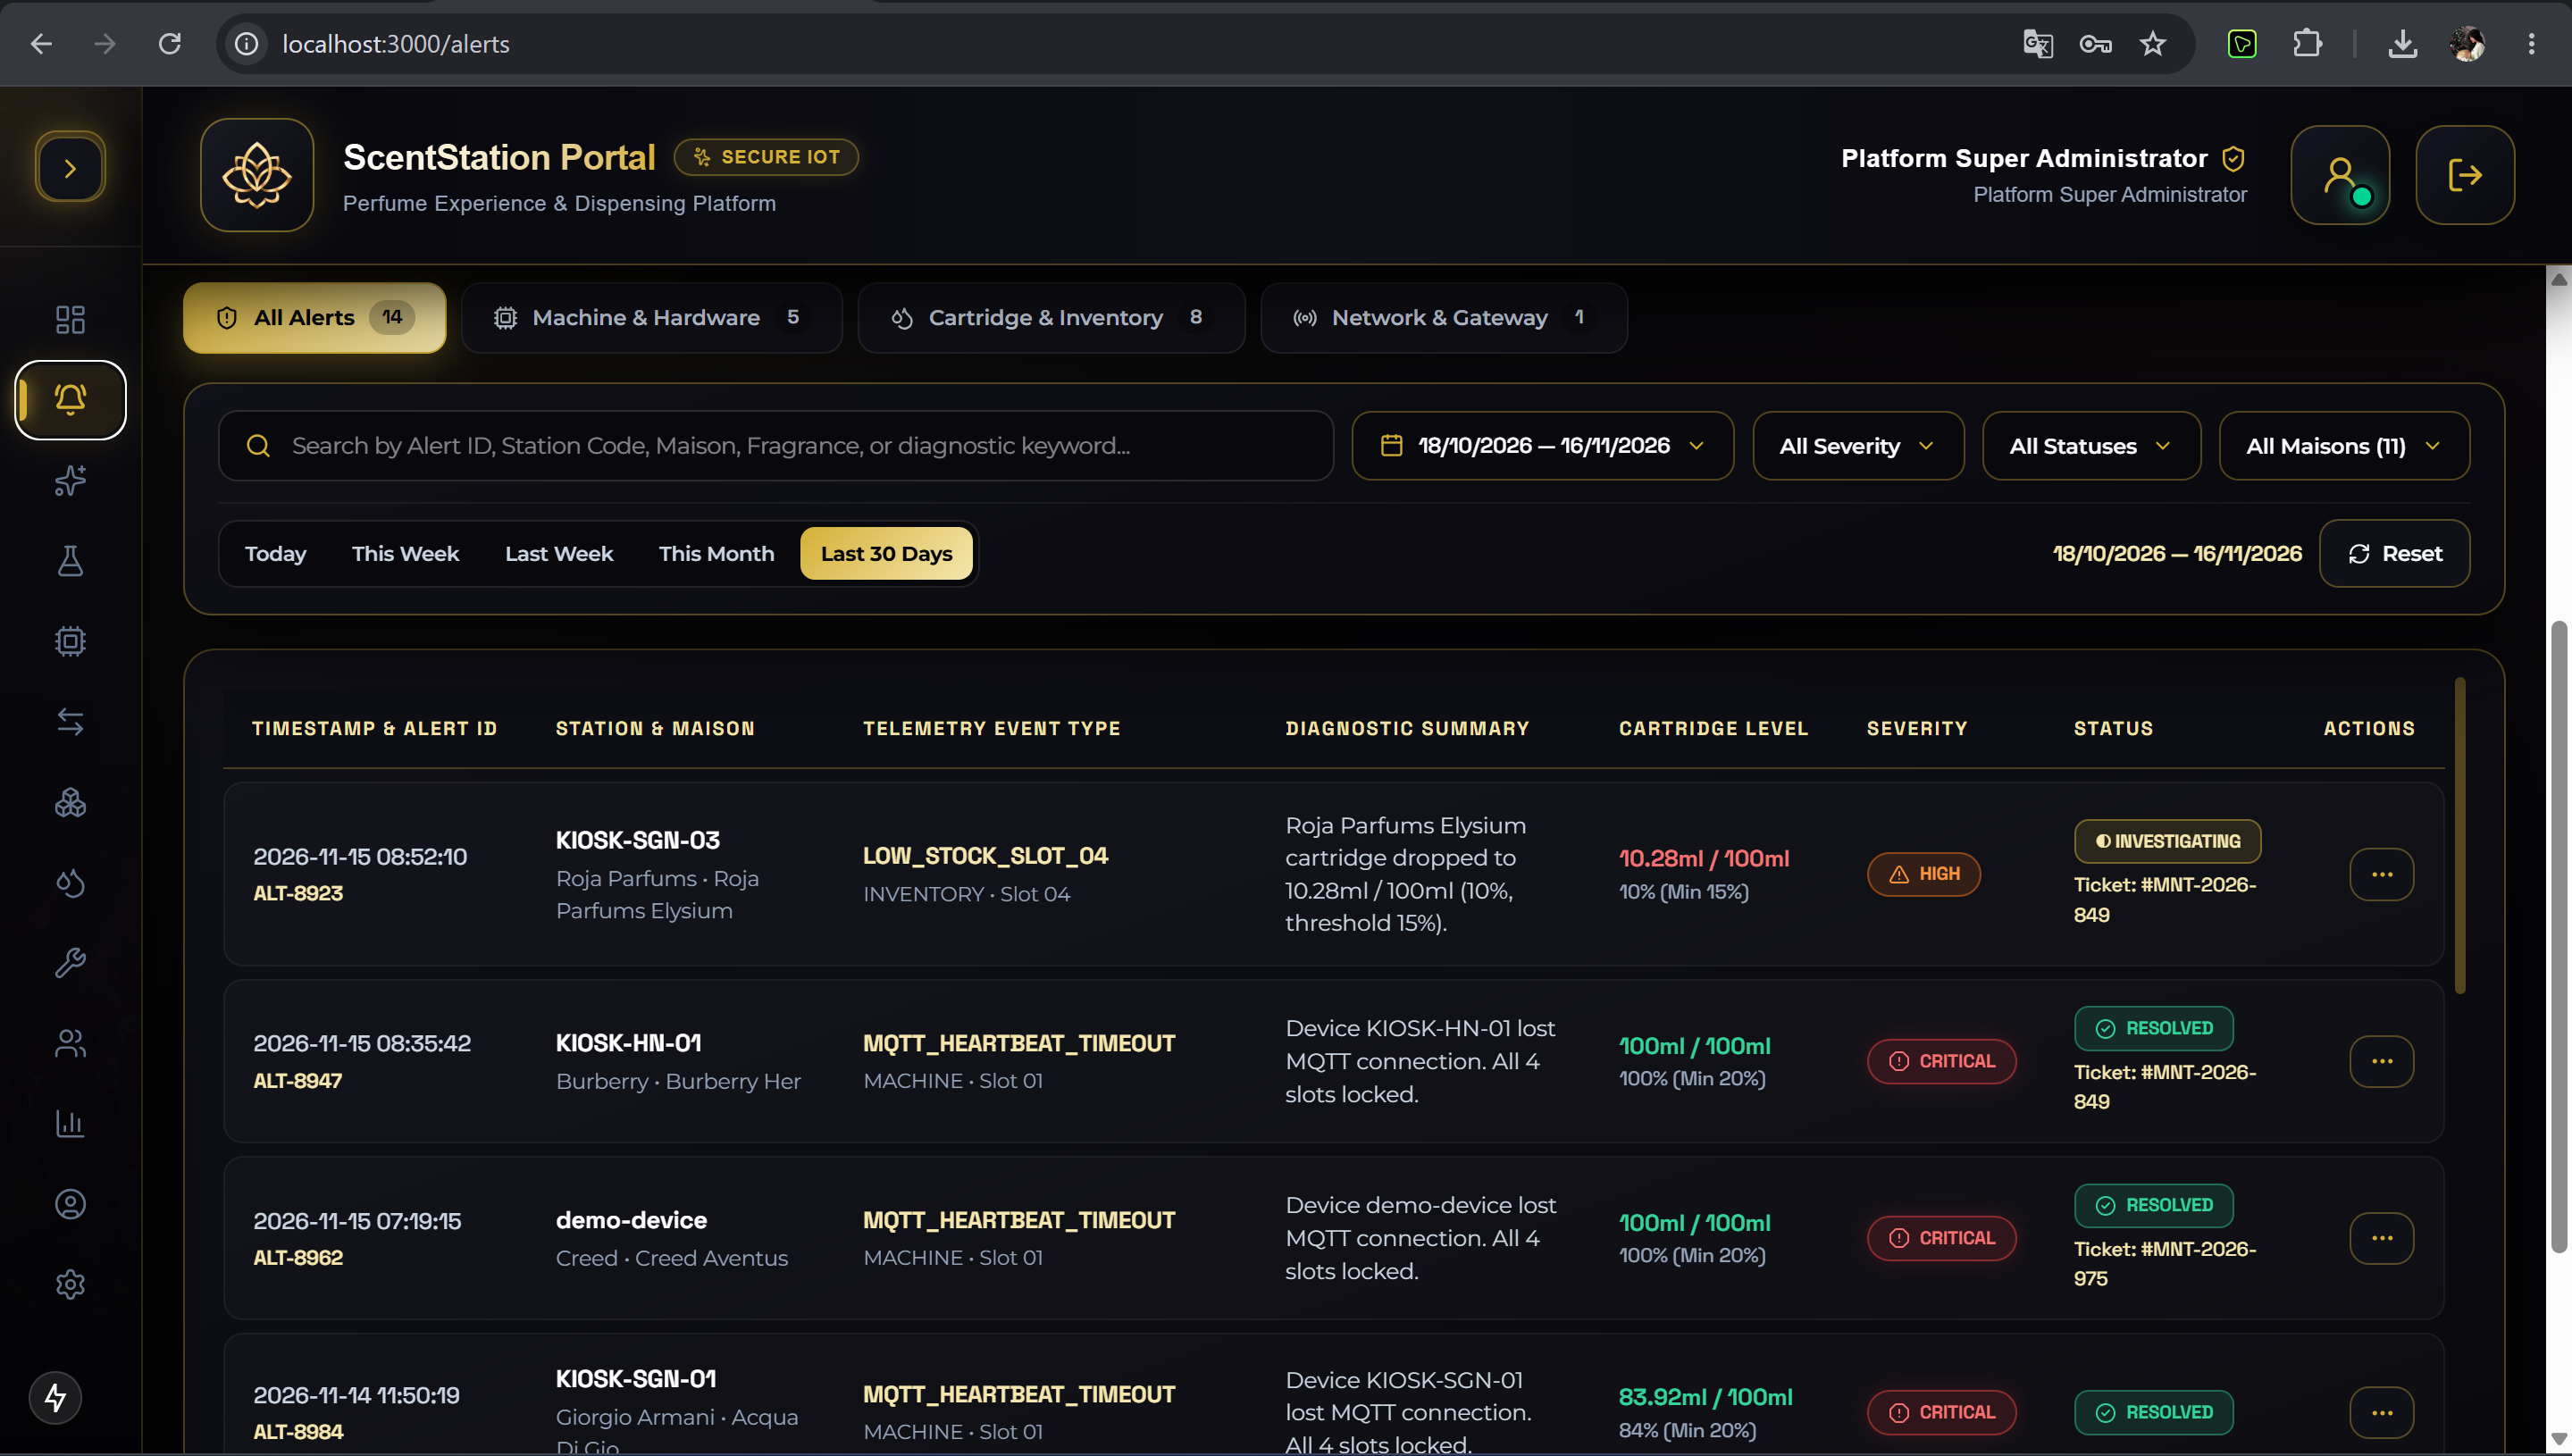 localhost:3000/alerts
ScentStation Portal
SECURE IOT
Perfume Experience & Dispensing Platform
Platform Super Administrator
Platform Super Administrator
All Alerts 14
Machine & Hardware 5
Cartridge & Inventory 8
Network & Gateway 1
Search by Alert ID, Station Code, Maison, Fragrance, or diagnostic keyword...
18/10/2026 — 16/11/2026
All Severity
All Statuses
All Maisons (11)
Today
This Week
Last Week
This Month
Last 30 Days
18/10/2026 — 16/11/2026
Reset
TIMESTAMP & ALERT ID
STATION & MAISON
TELEMETRY EVENT TYPE
DIAGNOSTIC SUMMARY
CARTRIDGE LEVEL
SEVERITY
STATUS
ACTIONS
2026-11-15 08:52:10
ALT-8923
KIOSK-SGN-03
Roja Parfums • Roja
Parfums Elysium
LOW_STOCK_SLOT_04
INVENTORY • Slot 04
Roja Parfums Elysium
cartridge dropped to
10.28ml / 100ml (10%,
threshold 15%).
10.28ml / 100ml
10% (Min 15%)
HIGH
INVESTIGATING
Ticket: #MNT-2026-
849
2026-11-15 08:35:42
ALT-8947
KIOSK-HN-01
Burberry • Burberry Her
MQTT_HEARTBEAT_TIMEOUT
MACHINE • Slot 01
Device KIOSK-HN-01 lost
MQTT connection. All 4
slots locked.
100ml / 100ml
100% (Min 20%)
CRITICAL
RESOLVED
Ticket: #MNT-2026-
849
2026-11-15 07:19:15
ALT-8962
demo-device
Creed • Creed Aventus
MQTT_HEARTBEAT_TIMEOUT
MACHINE • Slot 01
Device demo-device lost
MQTT connection. All 4
slots locked.
100ml / 100ml
100% (Min 20%)
CRITICAL
RESOLVED
Ticket: #MNT-2026-
975
2026-11-14 11:50:19
ALT-8984
KIOSK-SGN-01
Giorgio Armani • Acqua
Di Gio
MQTT_HEARTBEAT_TIMEOUT
MACHINE • Slot 01
Device KIOSK-SGN-01
lost MQTT connection.
All 4 slots locked.
83.92ml / 100ml
84% (Min 20%)
CRITICAL
RESOLVED